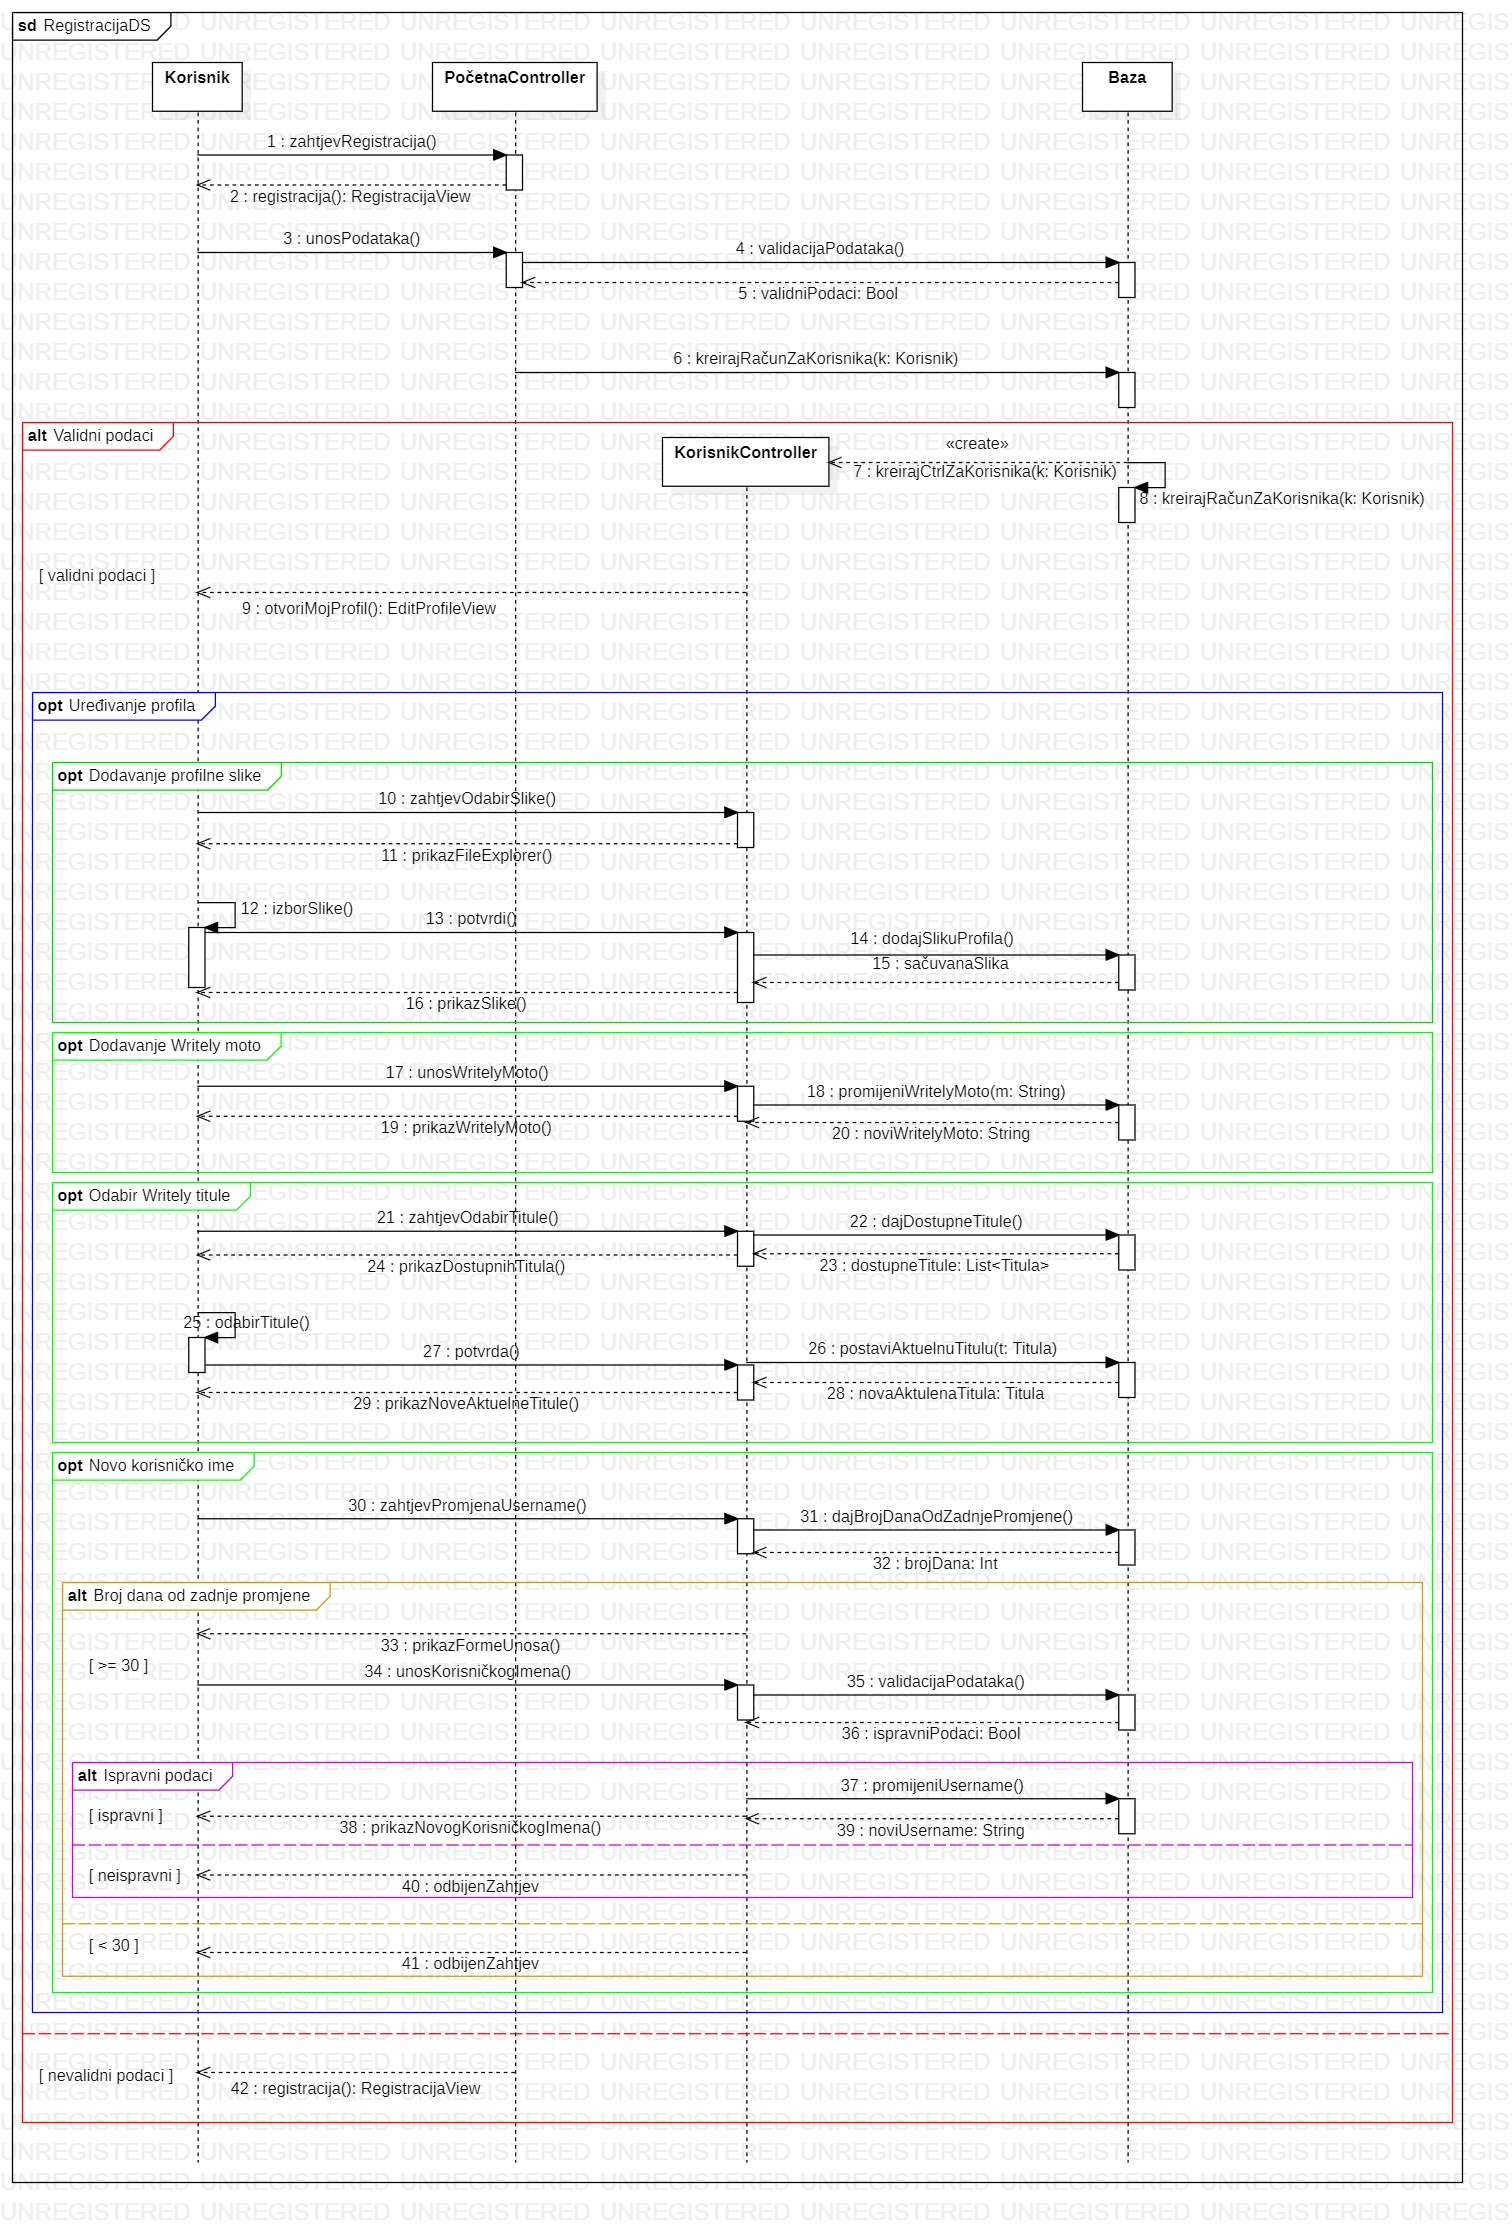 sd RegistracijaDS
Korisnik
PočetnaController
Baza
1 : zahtjevRegistracija()
2 : registracija(): RegistracijaView
3 : unosPodataka()
4 : validacijaPodataka()
5 : validniPodaci: Bool
6 : kreirajRačunZaKorisnika(k: Korisnik)
alt Validni podaci
KorisnikController
«create»
7 : kreirajCtrlZaKorisnika(k: Korisnik)
8 : kreirajRačunZaKorisnika(k: Korisnik)
[ validni podaci ]
9 : otvoriMojProfil(): EditProfileView
opt Uređivanje profila
opt Dodavanje profilne slike
10 : zahtjevOdabirSlike()
11 : prikazFileExplorer()
12 : izborSlike()
13 : potvrdi()
14 : dodajSlikuProfila()
15 : sačuvanaSlika
16 : prikazSlike()
opt Dodavanje Writely moto
17 : unosWritelyMoto()
18 : promijeniWritelyMoto(m: String)
19 : prikazWritelyMoto()
20 : noviWritelyMoto: String
opt Odabir Writely titule
21 : zahtjevOdabirTitule()
22 : dajDostupneTitule()
23 : dostupneTitule: List<Titula>
24 : prikazDostupnihTitula()
25 : odabirTitule()
27 : potvrda()
26 : postaviAktuelnuTitulu(t: Titula)
28 : novaAktulenaTitula: Titula
29 : prikazNoveAktuelneTitule()
opt Novo korisničko ime
30 : zahtjevPromjenaUsername()
31 : dajBrojDanaOdZadnjePromjene()
32 : brojDana: Int
alt Broj dana od zadnje promjene
33 : prikazFormeUnosa()
[ >= 30 ]
34 : unosKorisničkogImena()
35 : validacijaPodataka()
36 : ispravniPodaci: Bool
alt Ispravni podaci
37 : promijeniUsername()
[ ispravni ]
38 : prikazNovogKorisničkogImena()
39 : noviUsername: String
[ neispravni ]
40 : odbijenZahtjev
[ < 30 ]
41 : odbijenZahtjev
[ nevalidni podaci ]
42 : registracija(): RegistracijaView
UNREGISTERED